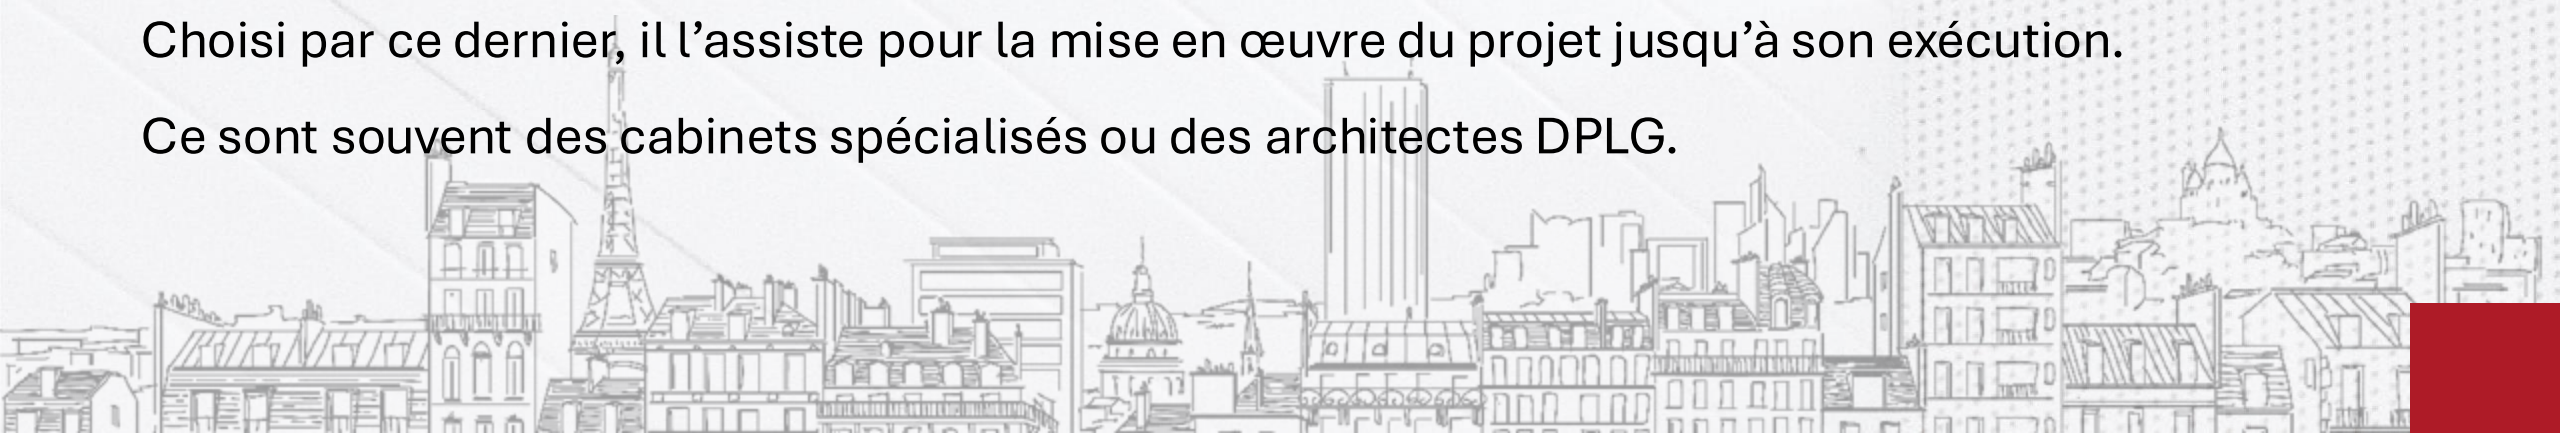 Choisi par ce dernier, il l’assiste pour la mise en œuvre du projet jusqu’à son exécution.
Ce sont souvent des cabinets spécialisés ou des architectes DPLG.